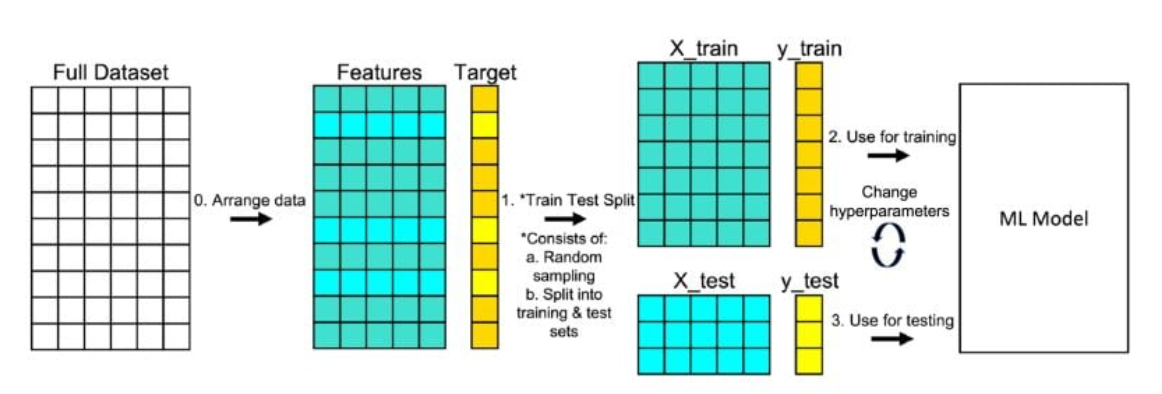 Full Dataset
0. Arrange data
Features
Target
1. *Train Test Split
*Consists of:
a. Random
sampling
b. Split into
training & test
sets
X_train
y_train
X_test
y_test
2. Use for training
Change
hyperparameters
3. Use for testing
ML Model